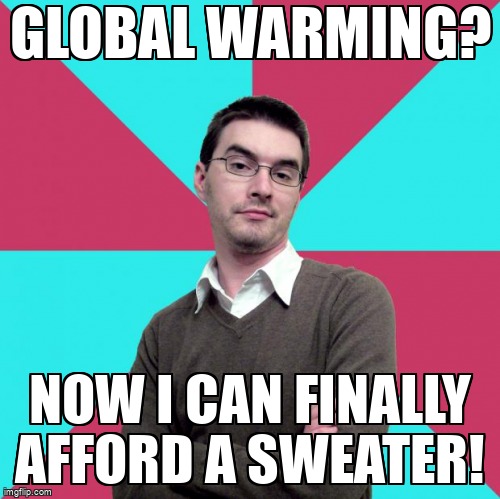 GLOBAL WARMING?
NOW I CAN FINALLY
AFFORD A SWEATER!
imgflip.com